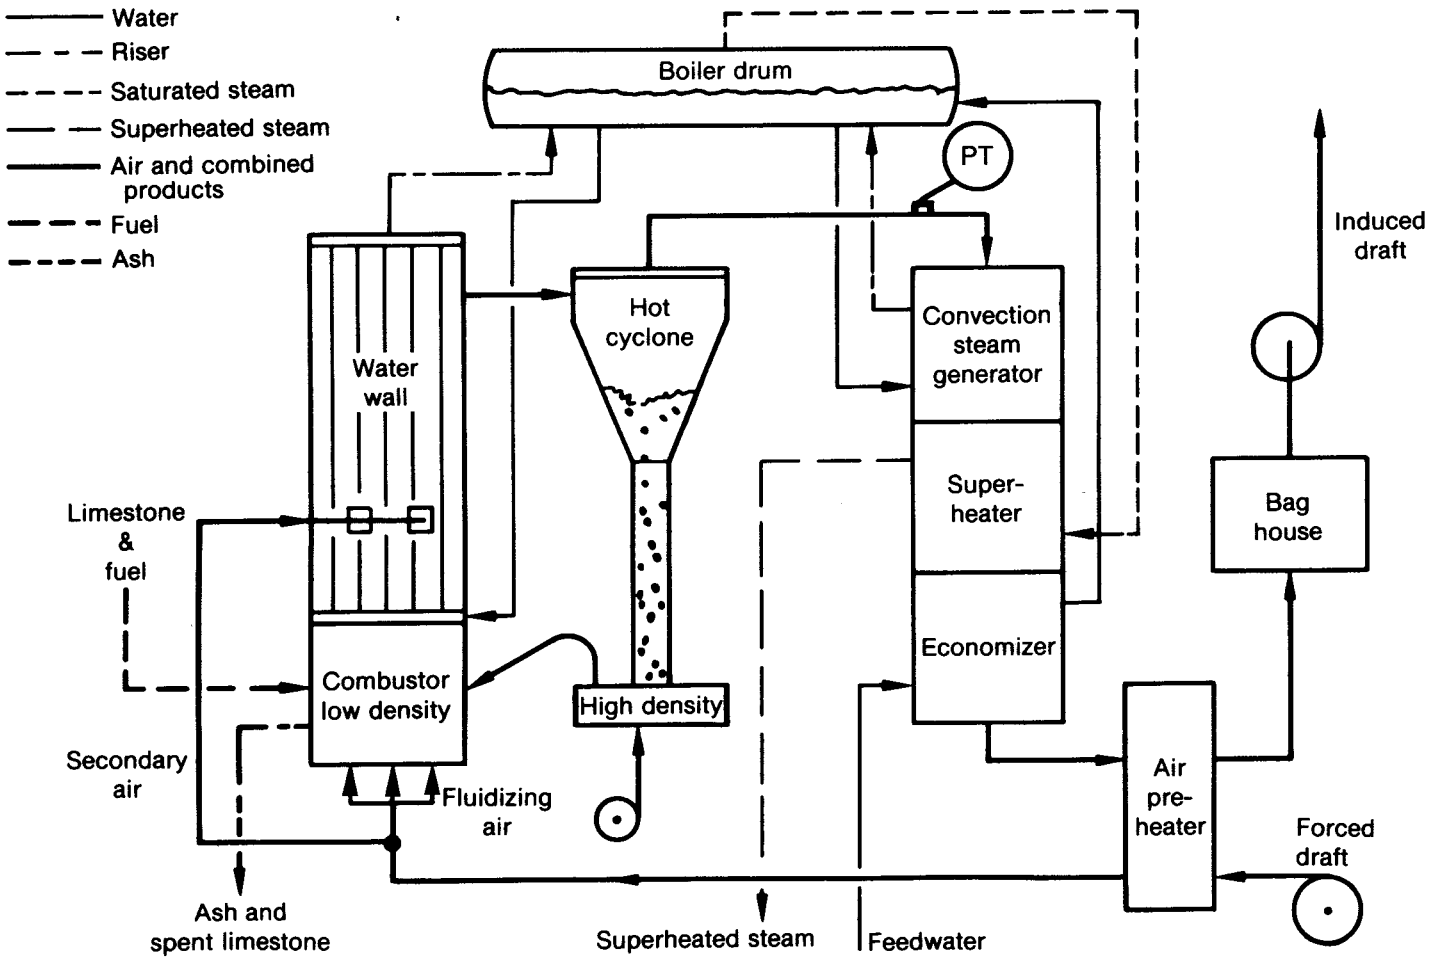 Water
Riser
Saturated steam
Superheated steam
Air and combined
products
Fuel
Ash
Boiler drum
PT
Induced
draft
Hot
cyclone
Convection
steam
generator
Water
wall
Super-
heater
Bag
house
Limestone
&
fuel
Economizer
Combustor
low density
High density
Secondary
air
Fluidizing
air
Air
pre-
heater
Forced
draft
Ash and
spent limestone
Superheated steam
Feedwater